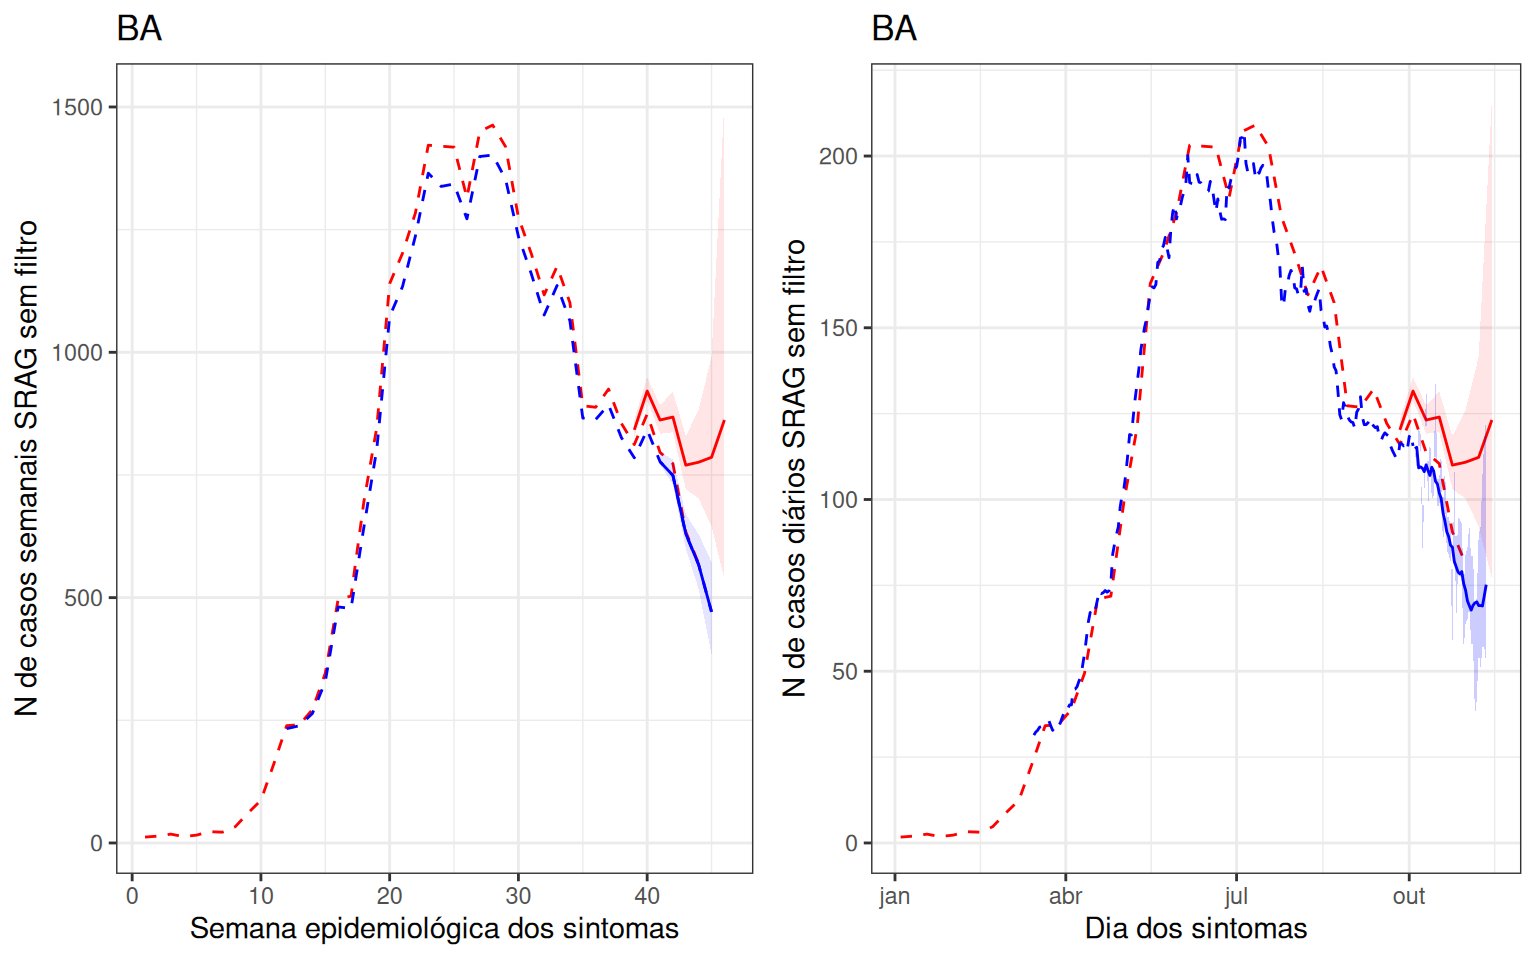 BA
N de casos semanais SRAG sem filtro
1500
1000
500
0
0 10 20 30 40
Semana epidemiológica dos sintomas
BA
N de casos diários SRAG sem filtro
200
150
100
50
0
jan abr jul out
Dia dos sintomas